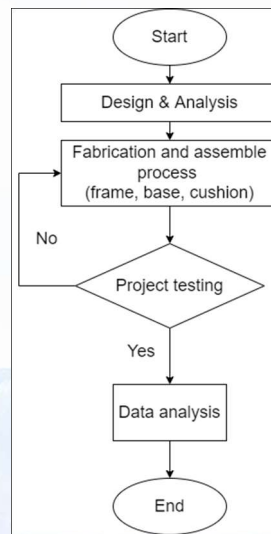 Start
Design & Analysis
Fabrication and assemble
process
(frame, base, cushion)
No
Project testing
Yes
Data analysis
End